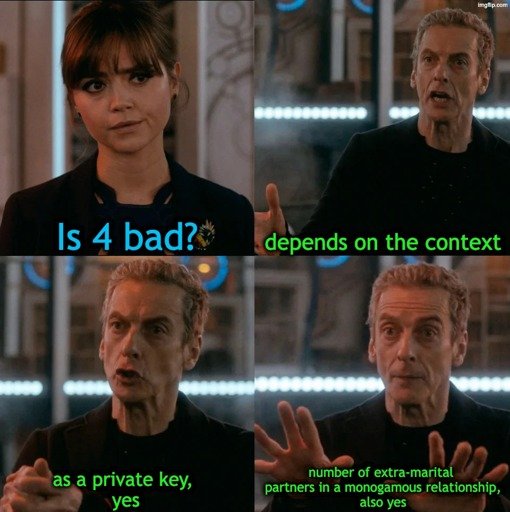 imgflip.com
Is 4 bad?
depends on the context
as a private key,
yes
number of extra-marital
partners in a monogamous relationship,
also yes